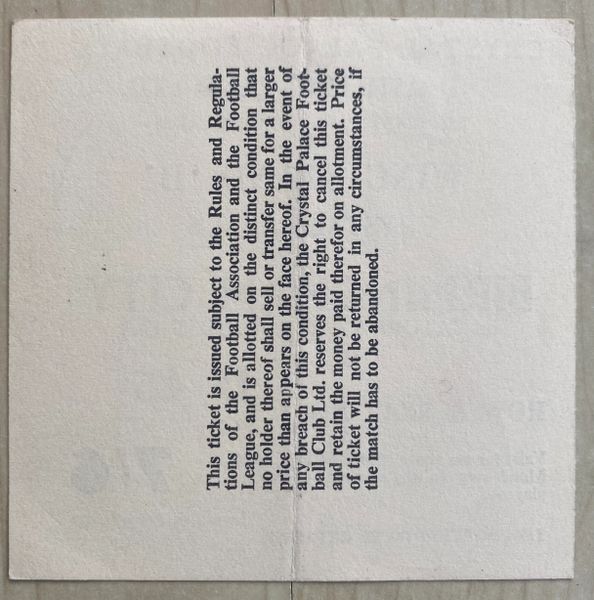 This ticket is issued subject to the Rules and Regula-
tions of the Football Association and the Football
League, and is allotted on the distinct condition that
no holder thereof shall sell or transfer same for a larger
price than appears on the face hereof. In the event of
any breach of this condition, the Crystal Palace Foot-
ball Club Ltd. reserves the right to cancel this ticket
and retain the money paid therefor on allotment. Price
of ticket will not be returned in any circumstances, if
the match has to be abandoned.